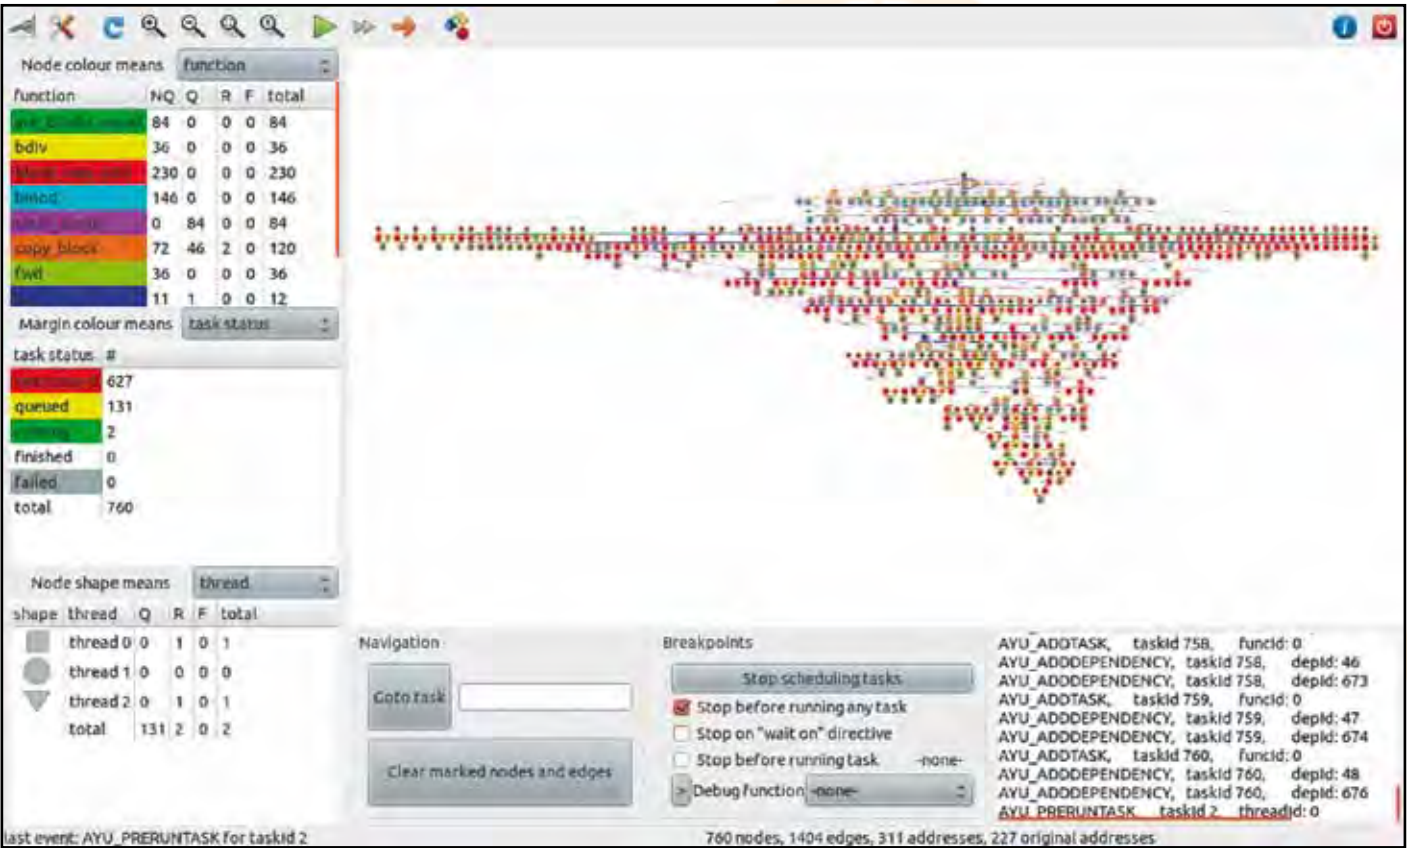 Node colour means function
function NQ Q R F total
84 0 0 0 84
bdiv 36 0 0 0 36
230 0 0 0 230
bmod 146 0 0 0 146
0 84 0 0 84
copy_block 72 46 2 0 120
fwd 36 0 0 0 36
11 1 0 0 12
Margin colour means task status
task status #
627
queued 131
running 2
finished 0
failed 0
total 760
Node shape means thread
shape thread Q R F total
thread 0 0 1 0 1
thread 1 0 0 0 0
thread 2 0 1 0 1
total 131 2 0 2
Navigation
Goto task
Clear marked nodes and edges
Breakpoints
Stop scheduling tasks
Stop before running any task
Stop on "wait on" directive
Stop before running task -none-
> Debug function -none-
AYU_ADDTASK, taskId 758, funcId: 0
AYU_ADDDEPENDENCY, taskId 758, depId: 46
AYU_ADDDEPENDENCY, taskId 758, depId: 673
AYU_ADDTASK, taskId 759, funcId: 0
AYU_ADDDEPENDENCY, taskId 759, depId: 47
AYU_ADDDEPENDENCY, taskId 759, depId: 674
AYU_ADDTASK, taskId 760, funcId: 0
AYU_ADDDEPENDENCY, taskId 760, depId: 48
AYU_ADDDEPENDENCY, taskId 760, depId: 676
AYU_PRERUNTASK taskId 2, threadId: 0
last event: AYU_PRERUNTASK for taskId 2
760 nodes, 1404 edges, 311 addresses, 227 original addresses